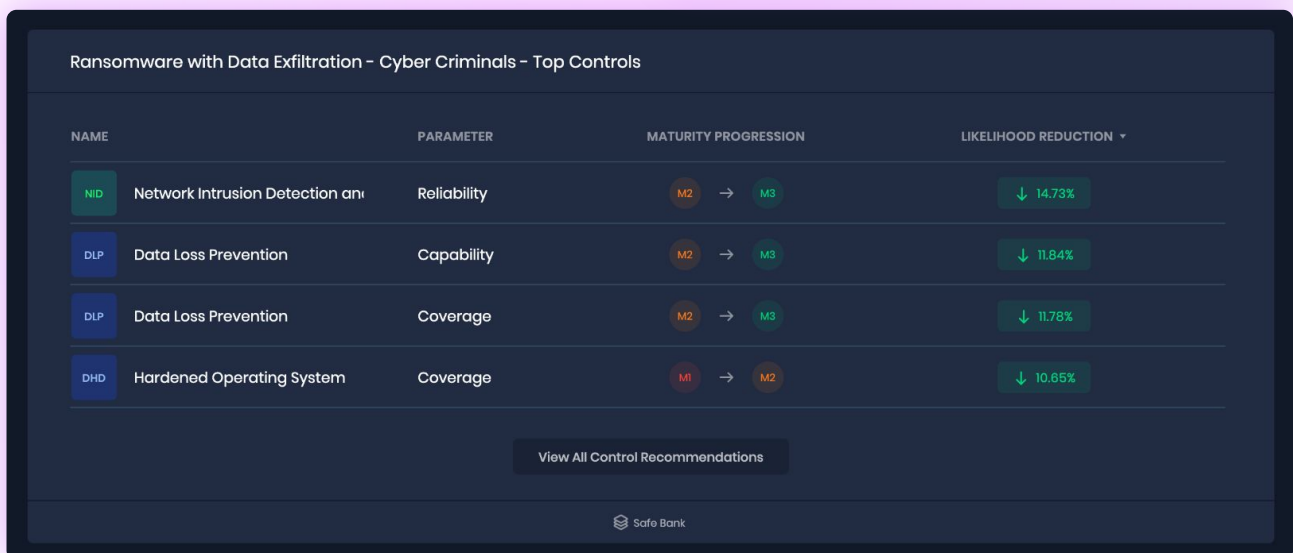 Ransomware with Data Exfiltration - Cyber Criminals - Top Controls
NAME PARAMETER MATURITY PROGRESSION LIKELIHOOD REDUCTION
NID Network Intrusion Detection and Reliability M2 → M3 ↓ 14.73%
DLP Data Loss Prevention Capability M2 → M3 ↓ 11.84%
DLP Data Loss Prevention Coverage M2 → M3 ↓ 11.78%
DHD Hardened Operating System Coverage M1 → M2 ↓ 10.65%
View All Control Recommendations
Safe Bank